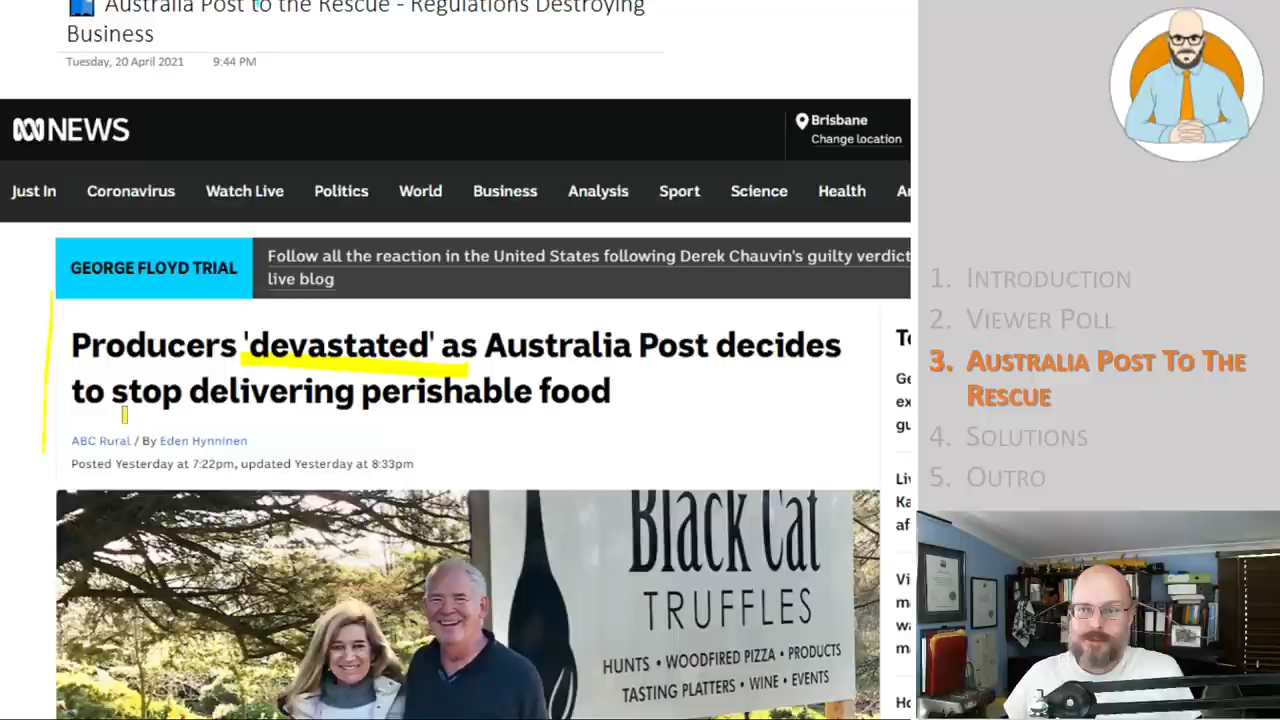 Australia Post to the Rescue - Regulations Destroying
Business
Tuesday, 20 April 2021 9:44 PM
NEWS
Brisbane
Change location
Just In Coronavirus Watch Live Politics World Business Analysis Sport Science Health
GEORGE FLOYD TRIAL
Follow all the reaction in the United States following Derek Chauvin's guilty verdict
live blog
Producers 'devastated' as Australia Post decides
to stop delivering perishable food
ABC Rural / By Eden Hynninen
Posted Yesterday at 7:22pm, updated Yesterday at 8:33pm
Black Cat
TRUFFLES
HUNTS • WOODFIRED PIZZA • PRODUCTS
TASTING PLATTERS • WINE • EVENTS
1. INTRODUCTION
2. VIEWER POLL
3. AUSTRALIA POST TO THE
RESCUE
4. SOLUTIONS
5. OUTRO